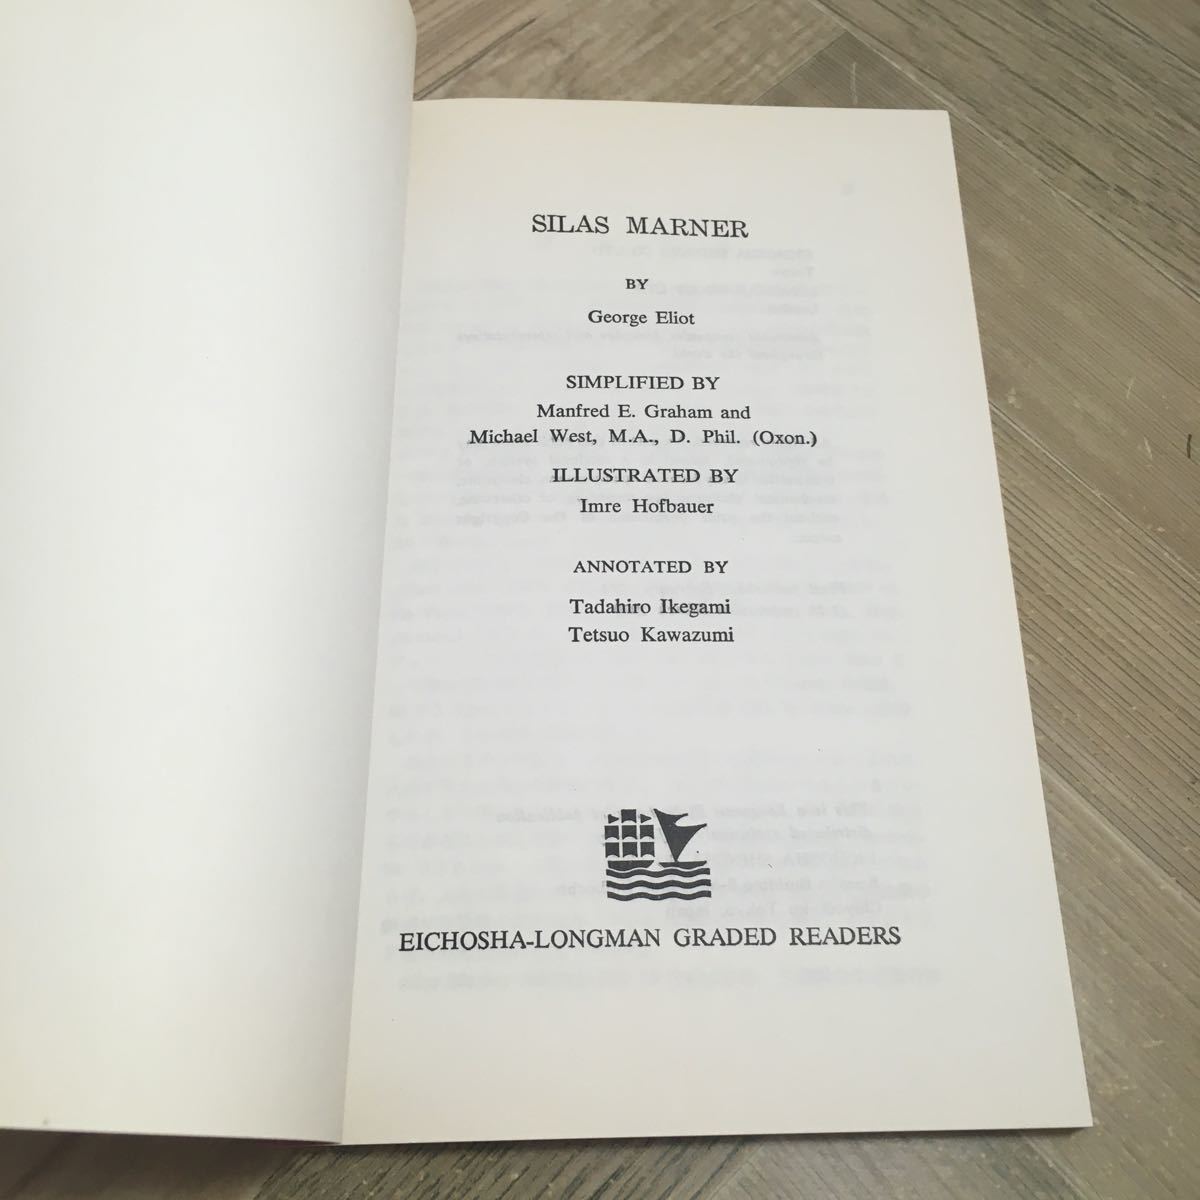 SILAS MARNER
BY
George Eliot
SIMPLIFIED BY
Manfred E. Graham and
Michael West, M.A., D. Phil. (Oxon.)
ILLUSTRATED BY
Imre Hofbauer
ANNOTATED BY
Tadahiro Ikegami
Tetsuo Kawazumi
EICHOSHA-LONGMAN GRADED READERS